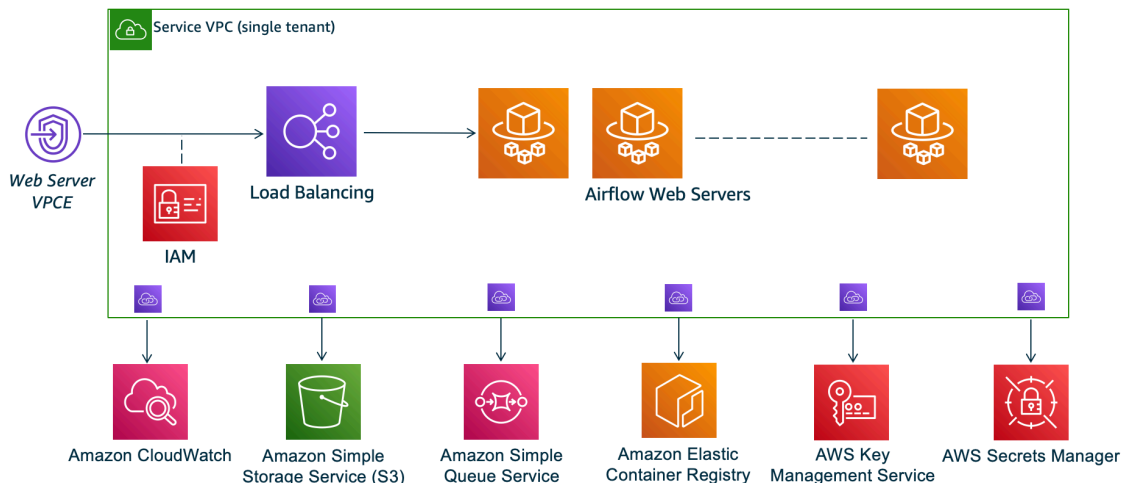 Service VPC (single tenant)
Web Server
VPCE
Load Balancing
Airflow Web Servers
IAM
Amazon CloudWatch
Amazon Simple
Storage Service (S3)
Amazon Simple
Queue Service
Amazon Elastic
Container Registry
AWS Key
Management Service
AWS Secrets Manager